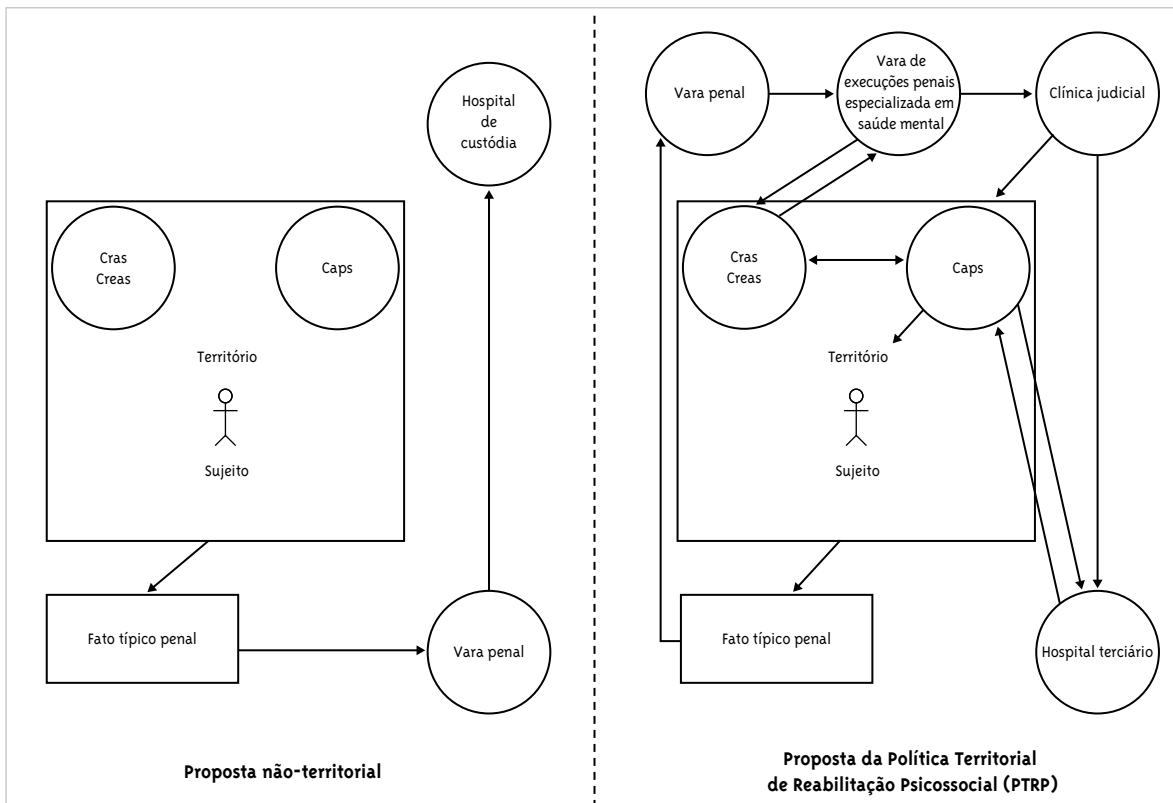 Hospital
de
custódia
Cras
Creas
Caps
Território
Sujeito
Fato típico penal
Vara penal
Proposta não-territorial
Vara penal
Vara de
execuções penais
especializada em
saúde mental
Clínica judicial
Cras
Creas
Caps
Território
Sujeito
Fato típico penal
Hospital terciário
Proposta da Política Territorial
de Reabilitação Psicossocial (PTRP)